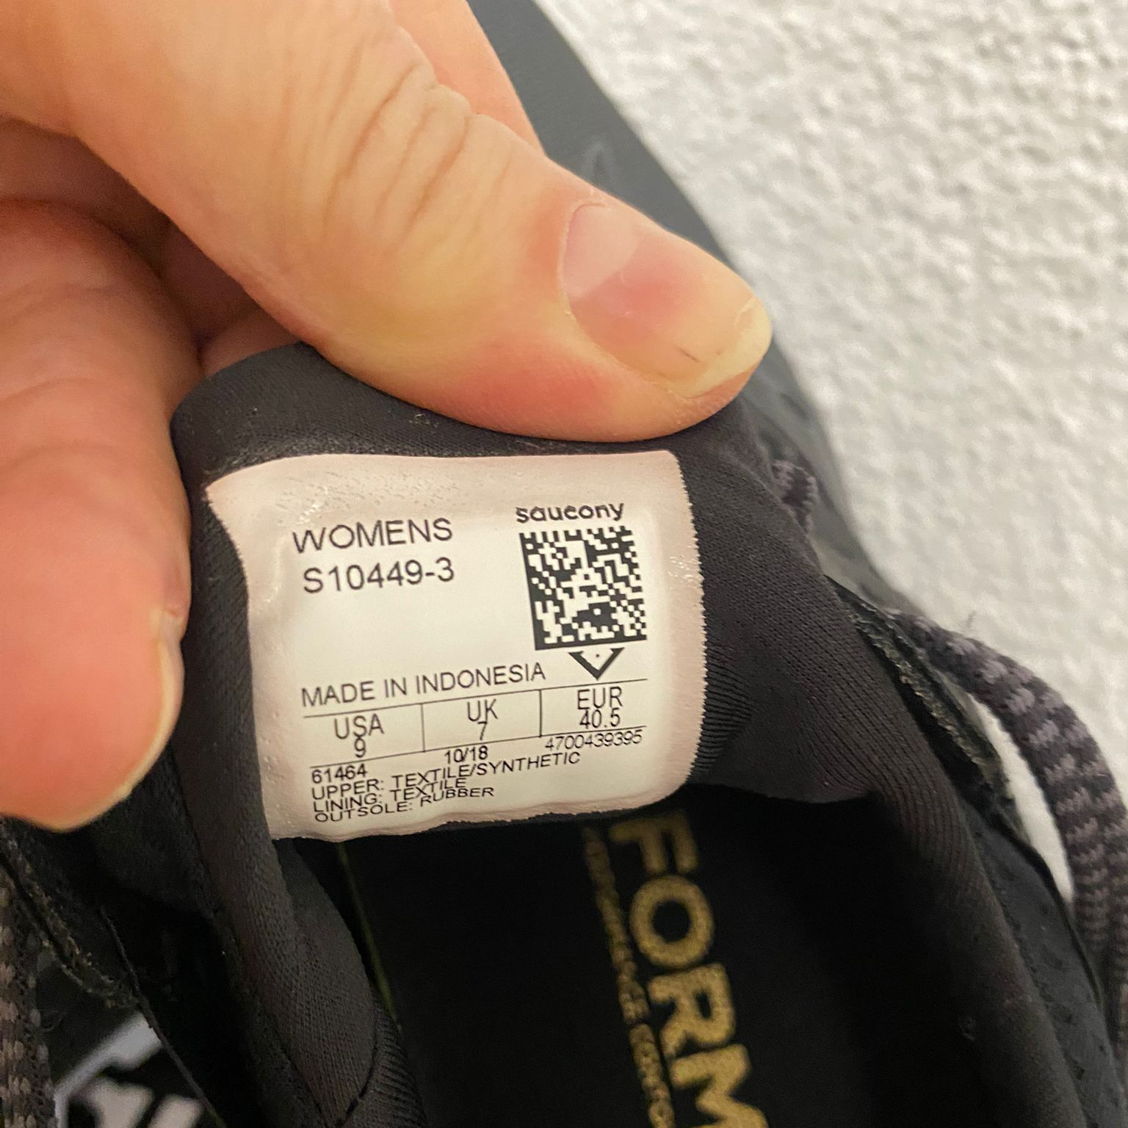 WOMENS
S10449-3
saucony
MADE IN INDONESIA
USA
9
UK
7
EUR
40.5
61464
10/18
4700439395
UPPER: TEXTILE/SYNTHETIC
LINING: TEXTILE
OUTSOLE: RUBBER
FORM